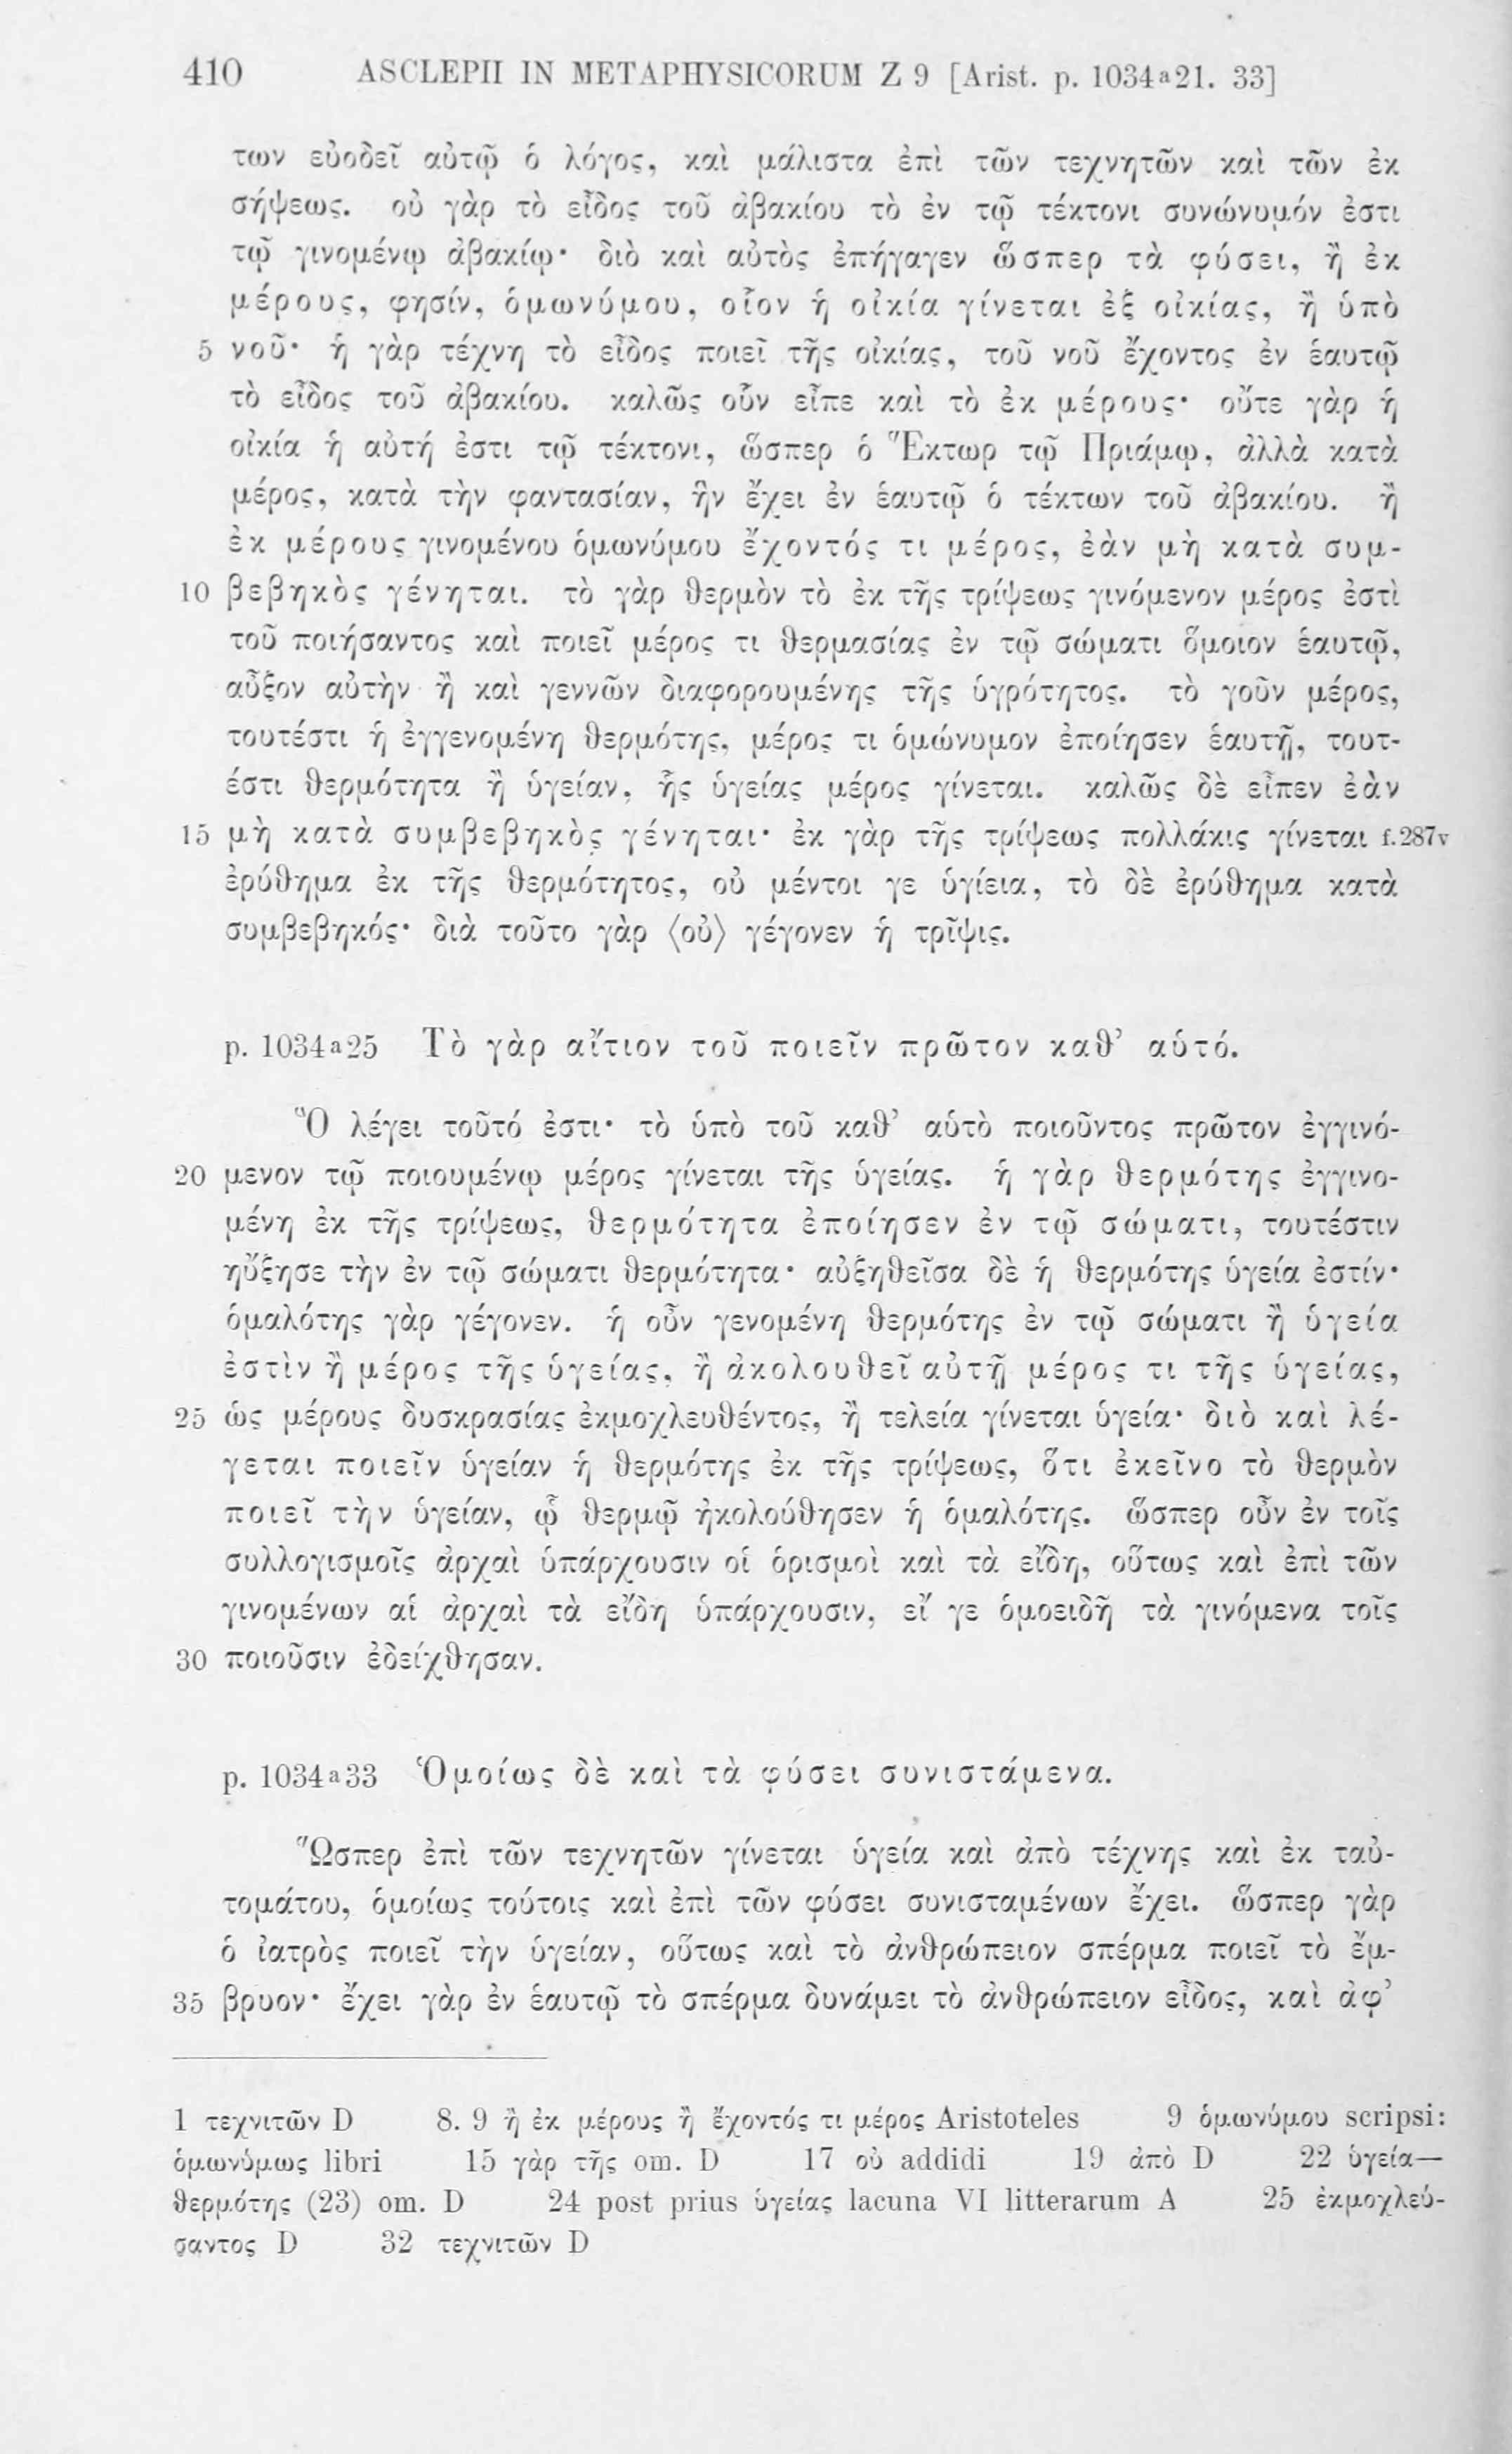 410 ASCLEPII IN METAPHYSICORUM Z 9 [Arist. p. 1034a21. 33]
των εὐοδεῖ αὐτῷ ὁ λόγος, καὶ μάλιστα ἐπὶ τῶν τεχνητῶν καὶ τῶν ἐκ
σήψεως. οὐ γὰρ τὸ εἶδος τοῦ ἀβακίου τὸ ἐν τῷ τέκτονι συνώνυμόν ἐστι
τῷ γινομένῳ ἀβακίῳ· διὸ καὶ αὐτὸς ἐπήγαγεν ὥσπερ τὰ φύσει, ἢ ἐκ
μέρους, φησίν, ὁμωνύμου, οἷον ἡ οἰκία γίνεται ἐξ οἰκίας, ἢ ὑπὸ
5 νοῦ· ἡ γὰρ τέχνη τὸ εἶδος ποιεῖ τῆς οἰκίας, τοῦ νοῦ ἔχοντος ἐν ἑαυτῷ
τὸ εἶδος τοῦ ἀβακίου. καλῶς οὖν εἶπε καὶ τὸ ἐκ μέρους· οὔτε γὰρ ἡ
οἰκία ἡ αὐτή ἐστι τῷ τέκτονι, ὥσπερ ὁ Ἕκτωρ τῷ Πριάμῳ, ἀλλὰ κατὰ
μέρος, κατὰ τὴν φαντασίαν, ἣν ἔχει ἐν ἑαυτῷ ὁ τέκτων τοῦ ἀβακίου. ἢ
ἐκ μέρους γινομένου ὁμωνύμου ἔχοντός τι μέρος, ἐὰν μὴ κατὰ συμ-
10 βεβηκὸς γένηται. τὸ γὰρ θερμὸν τὸ ἐκ τῆς τρίψεως γινόμενον μέρος ἐστὶ
τοῦ ποιήσαντος καὶ ποιεῖ μέρος τι θερμασίας ἐν τῷ σώματι ὅμοιον ἑαυτῷ,
αὖξον αὐτὴν ἢ καὶ γεννῶν διαφορουμένης τῆς ὑγρότητος. τὸ γοῦν μέρος,
τουτέστι ἡ ἐγγενομένη θερμότης, μέρος τι ὁμώνυμον ἐποίησεν ἑαυτῇ, τουτ-
έστι θερμότητα ἢ ὑγείαν, ἧς ὑγείας μέρος γίνεται. καλῶς δὲ εἶπεν ἐὰν
15 μὴ κατὰ συμβεβηκὸς γένηται· ἐκ γὰρ τῆς τρίψεως πολλάκις γίνεται f.287v
ἐρύθημα ἐκ τῆς θερμότητος, οὐ μέντοι γε ὑγίεια, τὸ δὲ ἐρύθημα κατὰ
συμβεβηκός· διὰ τοῦτο γὰρ ⟨οὐ⟩ γέγονεν ἡ τρῖψις.
p. 1034a25 Τὸ γὰρ αἴτιον τοῦ ποιεῖν πρῶτον καθ’ αὑτό.
Ὃ λέγει τοῦτό ἐστι· τὸ ὑπὸ τοῦ καθ’ αὑτὸ ποιοῦντος πρῶτον ἐγγινό-
20 μενον τῷ ποιουμένῳ μέρος γίνεται τῆς ὑγείας. ἡ γὰρ θερμότης ἐγγινο-
μένη ἐκ τῆς τρίψεως, θερμότητα ἐποίησεν ἐν τῷ σώματι, τουτέστιν
ηὔξησε τὴν ἐν τῷ σώματι θερμότητα· αὐξηθεῖσα δὲ ἡ θερμότης ὑγεία ἐστίν·
ὁμαλότης γὰρ γέγονεν. ἡ οὖν γενομένη θερμότης ἐν τῷ σώματι ἢ ὑγεία
ἐστὶν ἢ μέρος τῆς ὑγείας, ἢ ἀκολουθεῖ αὐτῇ μέρος τι τῆς ὑγείας,
25 ὡς μέρους δυσκρασίας ἐκμοχλευθέντος, ἢ τελεία γίνεται ὑγεία· διὸ καὶ λέ-
γεται ποιεῖν ὑγείαν ἡ θερμότης ἐκ τῆς τρίψεως, ὅτι ἐκεῖνο τὸ θερμὸν
ποιεῖ τὴν ὑγείαν, ᾧ θερμῷ ἠκολούθησεν ἡ ὁμαλότης. ὥσπερ οὖν ἐν τοῖς
συλλογισμοῖς ἀρχαὶ ὑπάρχουσιν οἱ ὁρισμοὶ καὶ τὰ εἴδη, οὕτως καὶ ἐπὶ τῶν
γινομένων αἱ ἀρχαὶ τὰ εἴδη ὑπάρχουσιν, εἴ γε ὁμοειδῆ τὰ γινόμενα τοῖς
30 ποιοῦσιν ἐδείχθησαν.
p. 1034a33 Ὁμοίως δὲ καὶ τὰ φύσει συνιστάμενα.
Ὥσπερ ἐπὶ τῶν τεχνητῶν γίνεται ὑγεία καὶ ἀπὸ τέχνης καὶ ἐκ ταὐ-
τομάτου, ὁμοίως τούτοις καὶ ἐπὶ τῶν φύσει συνισταμένων ἔχει. ὥσπερ γὰρ
ὁ ἰατρὸς ποιεῖ τὴν ὑγείαν, οὕτως καὶ τὸ ἀνθρώπειον σπέρμα ποιεῖ τὸ ἔμ-
35 βρυον· ἔχει γὰρ ἐν ἑαυτῷ τὸ σπέρμα δυνάμει τὸ ἀνθρώπειον εἶδος, καὶ ἀφ’
1 τεχνιτῶν D 8. 9 ἢ ἐκ μέρους ἢ ἔχοντός τι μέρος Aristoteles 9 ὁμωνύμου scripsi:
ὁμωνύμως libri 15 γὰρ τῆς om. D 17 οὐ addidi 19 ἀπὸ D 22 ὑγεία—
θερμότης (23) om. D 24 post prius ὑγείας lacuna VI litterarum A 25 ἐκμοχλεύ-
σαντος D 32 τεχνιτῶν D